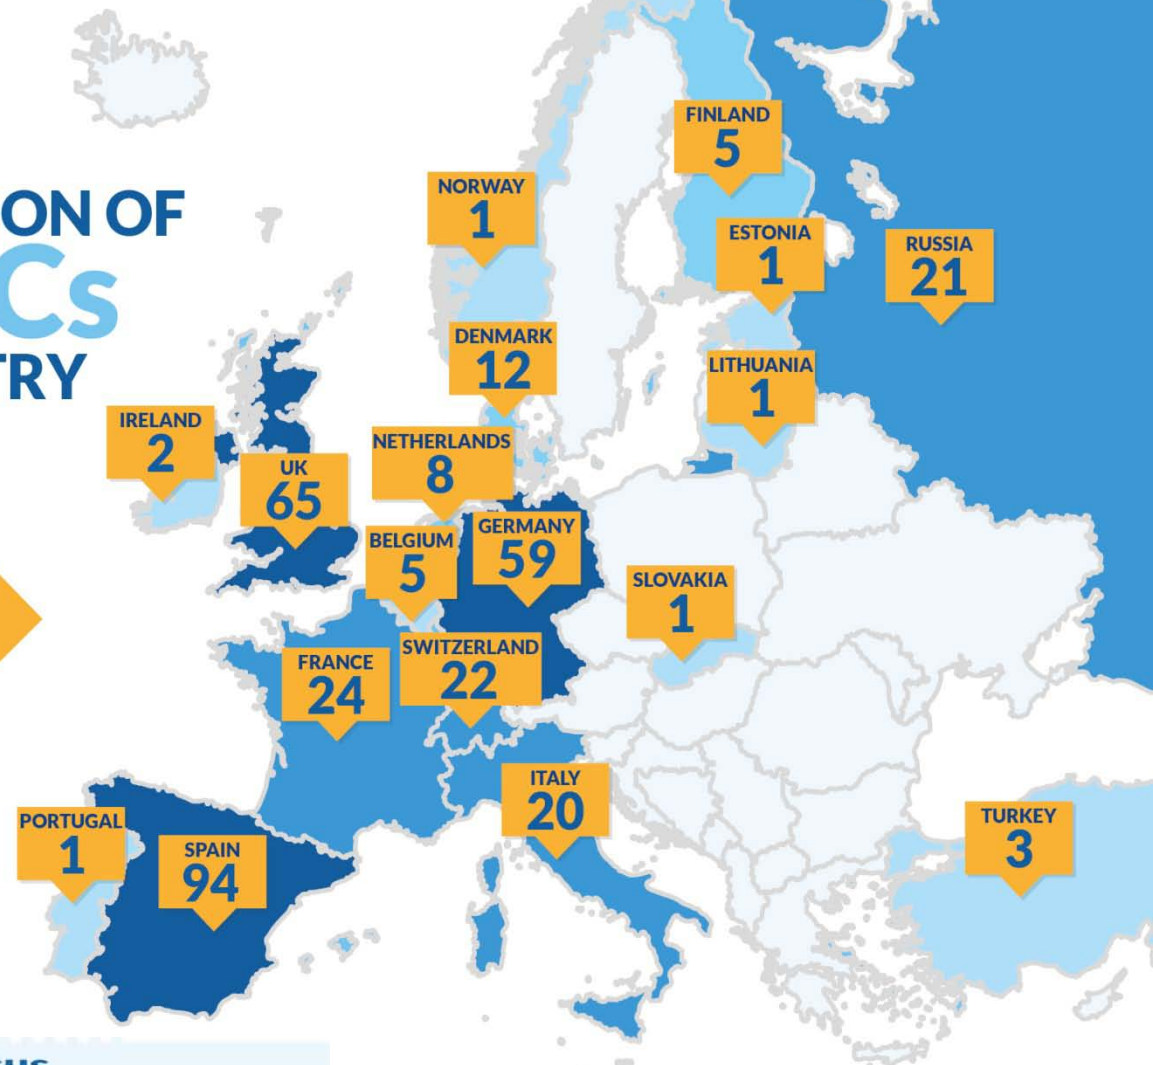 ON OF
Cs
TRY
FINLAND
5
NORWAY
1
ESTONIA
1
RUSSIA
21
DENMARK
12
LITHUANIA
1
IRELAND
2
NETHERLANDS
8
UK
65
GERMANY
59
BELGIUM
5
SLOVAKIA
1
SWITZERLAND
22
FRANCE
24
ITALY
20
TURKEY
3
PORTUGAL
1
SPAIN
94